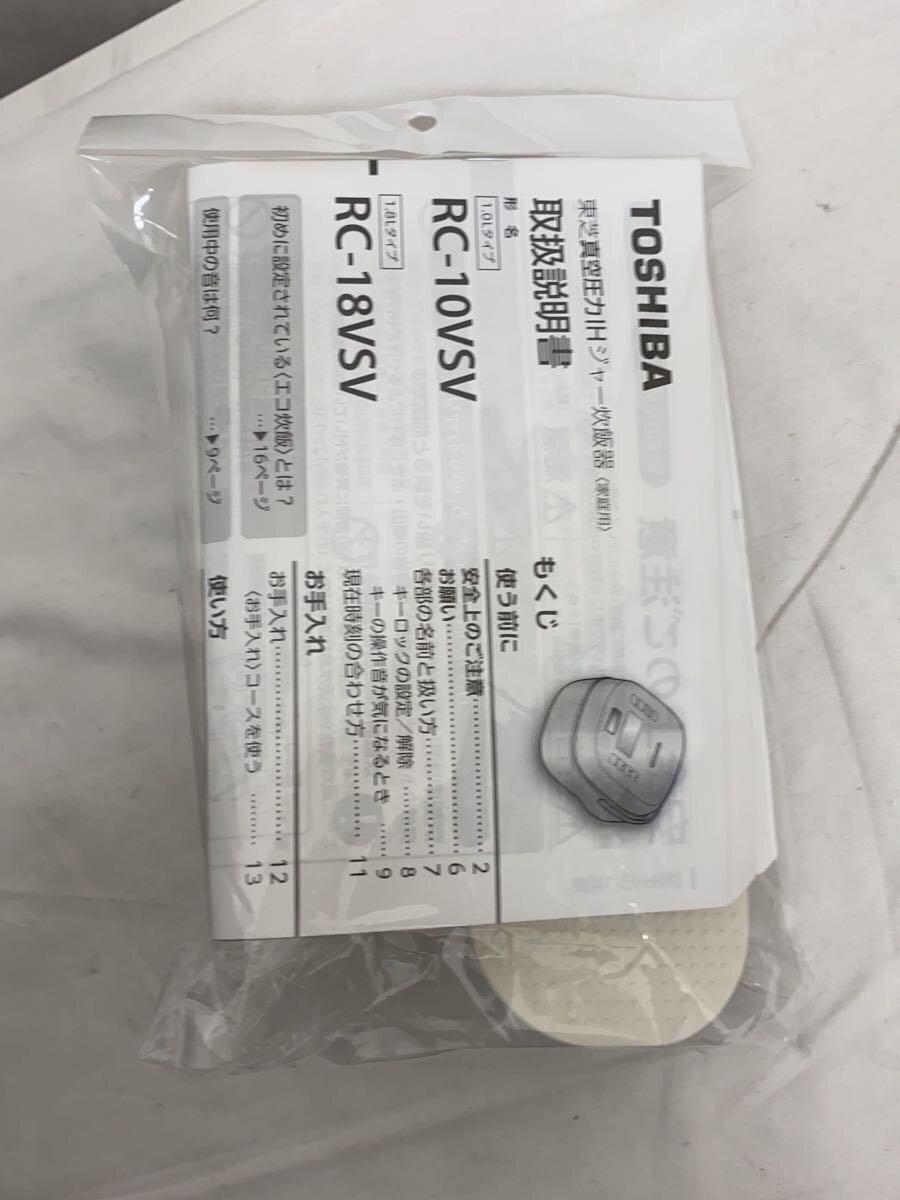 TOSHIBA
東芝真空圧力IHジャー炊飯器〈家庭用〉
取扱説明書
形 名
1.0Lタイプ
RC-10VSV
1.8Lタイプ
RC-18VSV
初めに設定されている〈エコ炊飯〉とは?
…▶16ページ
使用中の音は何?
…▶9ページ
もくじ
使う前に
安全上のご注意…………………… 2
お願い…………………………… 6
各部の名前と扱い方……………… 7
キーロックの設定/解除………… 8
キーの操作音が気になるとき …… 9
現在時刻の合わせ方…………… 11
お手入れ
お手入れ………………………… 12
〈お手入れ〉コースを使う ……… 13
使い方